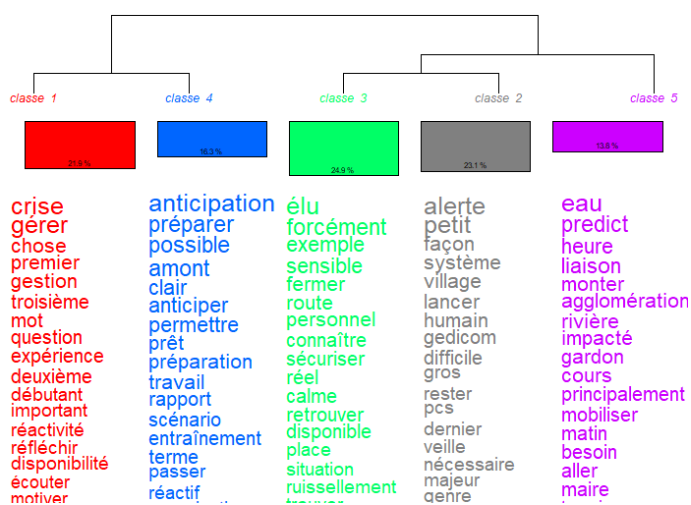 classe 1
classe 4
classe 3
classe 2
classe 5
21.9 %
16.3 %
24.9 %
23.1 %
13.8 %
crise
gérer
chose
premier
gestion
troisième
mot
question
expérience
deuxième
débutant
important
réactivité
réfléchir
disponibilité
écouter
motiver
anticipation
préparer
possible
amont
clair
anticiper
permettre
prêt
préparation
travail
rapport
scénario
entraînement
terme
passer
réactif
élu
forcément
exemple
sensible
fermer
route
personnel
connaître
sécuriser
réel
calme
retrouver
disponible
place
situation
ruissellement
alerte
petit
façon
système
village
lancer
humain
gedicom
difficile
gros
rester
pcs
dernier
veille
nécessaire
majeur
genre
eau
predict
heure
liaison
monter
agglomération
rivière
impacté
gardon
cours
principalement
mobiliser
matin
besoin
aller
maire